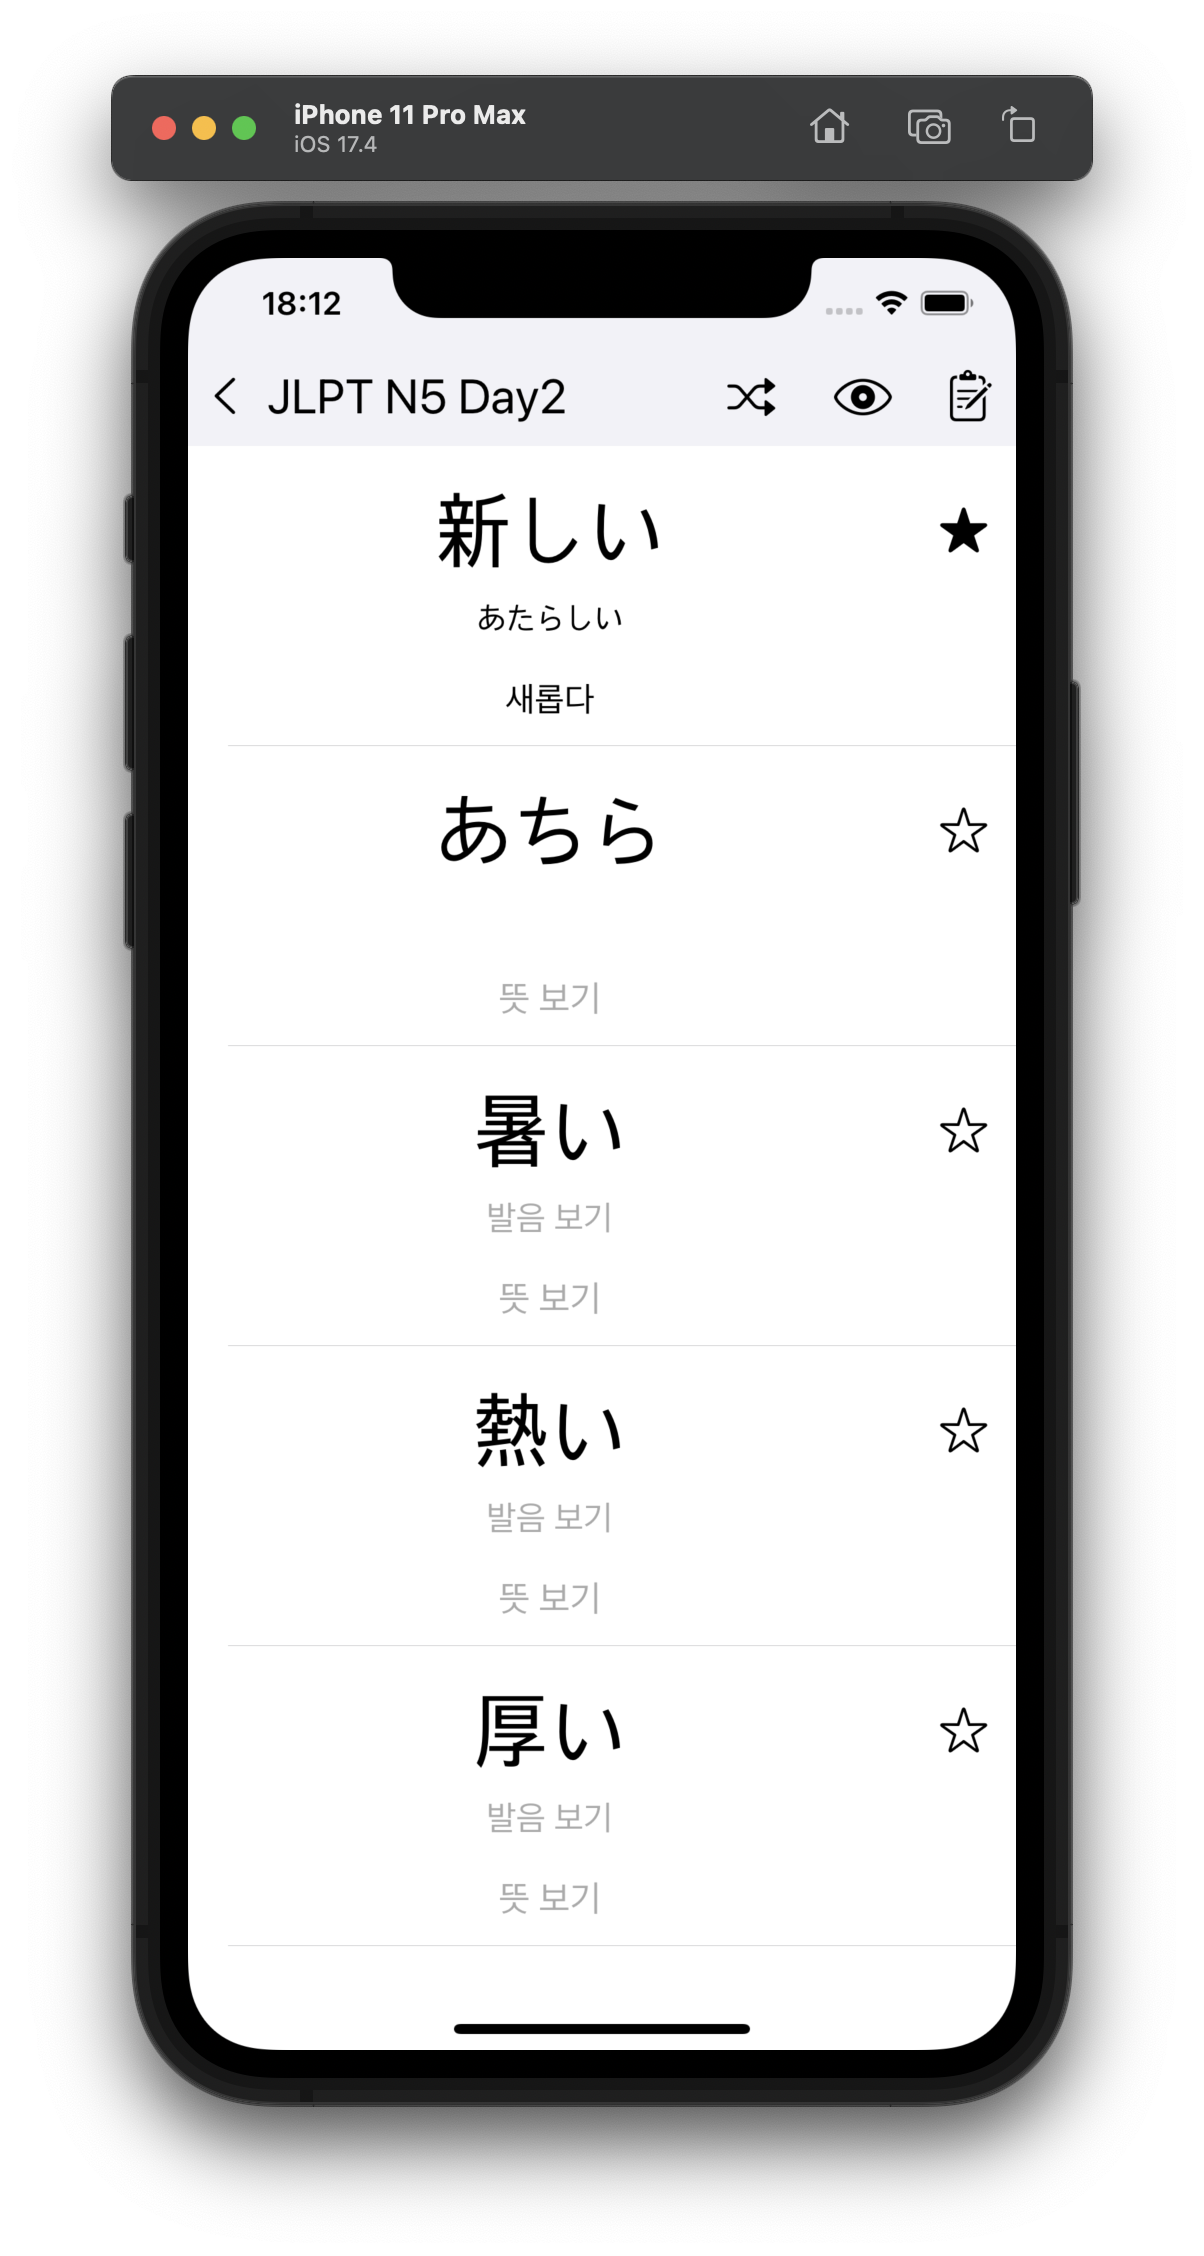 iPhone 11 Pro Max
iOS 17.4
18:12
JLPT N5 Day2
新しい
あたらしい
새롭다
あちら
뜻 보기
暑い
발음 보기
뜻 보기
熱い
발음 보기
뜻 보기
厚い
발음 보기
뜻 보기